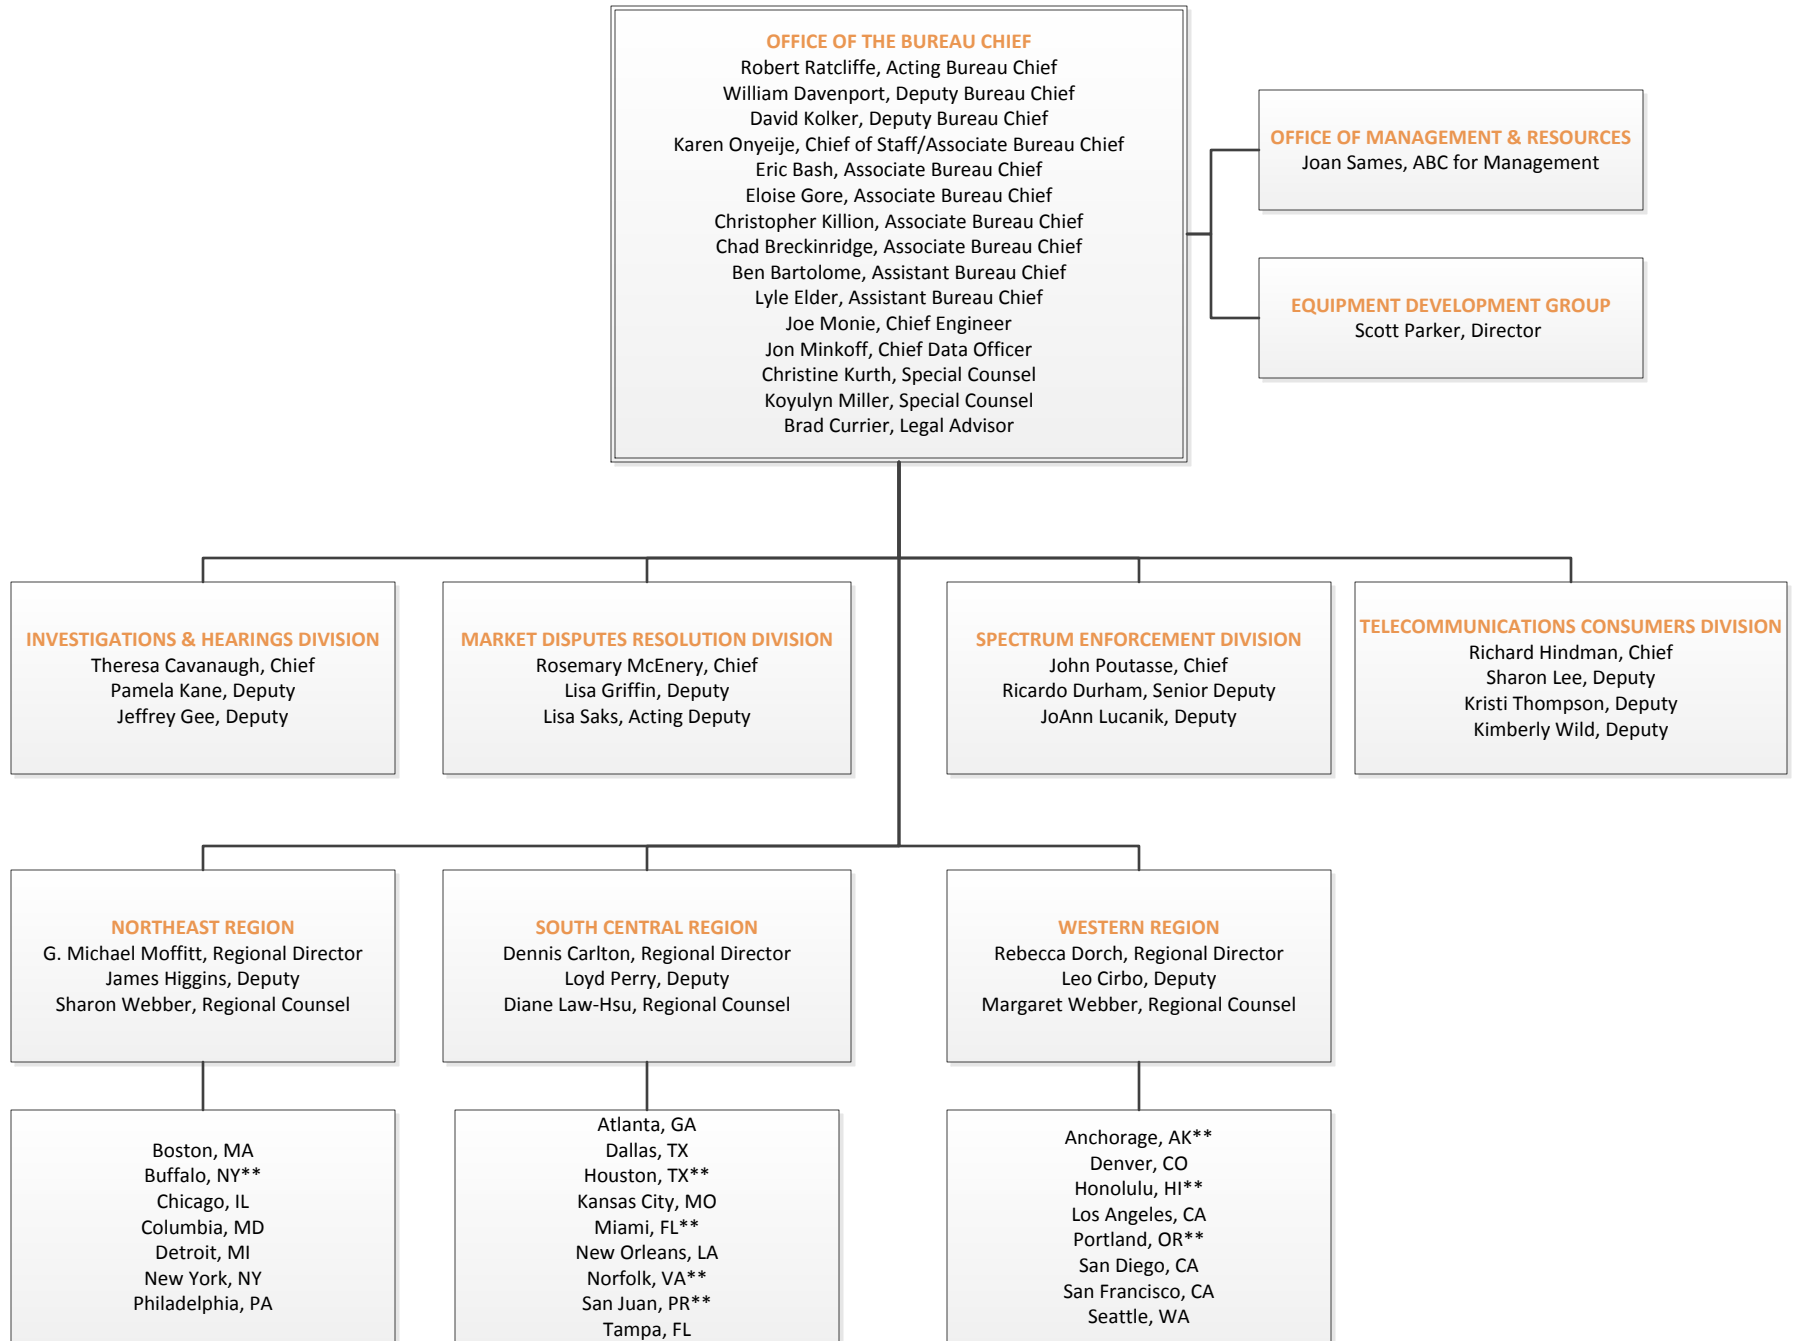 OFFICE OF THE BUREAU CHIEF
Robert Ratcliffe, Acting Bureau Chief
William Davenport, Deputy Bureau Chief
David Kolker, Deputy Bureau Chief
Karen Onyeije, Chief of Staff/Associate Bureau Chief
Eric Bash, Associate Bureau Chief
Eloise Gore, Associate Bureau Chief
Christopher Killion, Associate Bureau Chief
Chad Breckinridge, Associate Bureau Chief
Ben Bartolome, Assistant Bureau Chief
Lyle Elder, Assistant Bureau Chief
Joe Monie, Chief Engineer
Jon Minkoff, Chief Data Officer
Christine Kurth, Special Counsel
Koyulyn Miller, Special Counsel
Brad Currier, Legal Advisor
OFFICE OF MANAGEMENT & RESOURCES
Joan Sames, ABC for Management
EQUIPMENT DEVELOPMENT GROUP
Scott Parker, Director
INVESTIGATIONS & HEARINGS DIVISION
Theresa Cavanaugh, Chief
Pamela Kane, Deputy
Jeffrey Gee, Deputy
MARKET DISPUTES RESOLUTION DIVISION
Rosemary McEnery, Chief
Lisa Griffin, Deputy
Lisa Saks, Acting Deputy
SPECTRUM ENFORCEMENT DIVISION
John Poutasse, Chief
Ricardo Durham, Senior Deputy
JoAnn Lucanik, Deputy
TELECOMMUNICATIONS CONSUMERS DIVISION
Richard Hindman, Chief
Sharon Lee, Deputy
Kristi Thompson, Deputy
Kimberly Wild, Deputy
NORTHEAST REGION
G. Michael Moffitt, Regional Director
James Higgins, Deputy
Sharon Webber, Regional Counsel
SOUTH CENTRAL REGION
Dennis Carlton, Regional Director
Loyd Perry, Deputy
Diane Law-Hsu, Regional Counsel
WESTERN REGION
Rebecca Dorch, Regional Director
Leo Cirbo, Deputy
Margaret Webber, Regional Counsel
Boston, MA
Buffalo, NY**
Chicago, IL
Columbia, MD
Detroit, MI
New York, NY
Philadelphia, PA
Atlanta, GA
Dallas, TX
Houston, TX**
Kansas City, MO
Miami, FL**
New Orleans, LA
Norfolk, VA**
San Juan, PR**
Tampa, FL
Anchorage, AK**
Denver, CO
Honolulu, HI**
Los Angeles, CA
Portland, OR**
San Diego, CA
San Francisco, CA
Seattle, WA